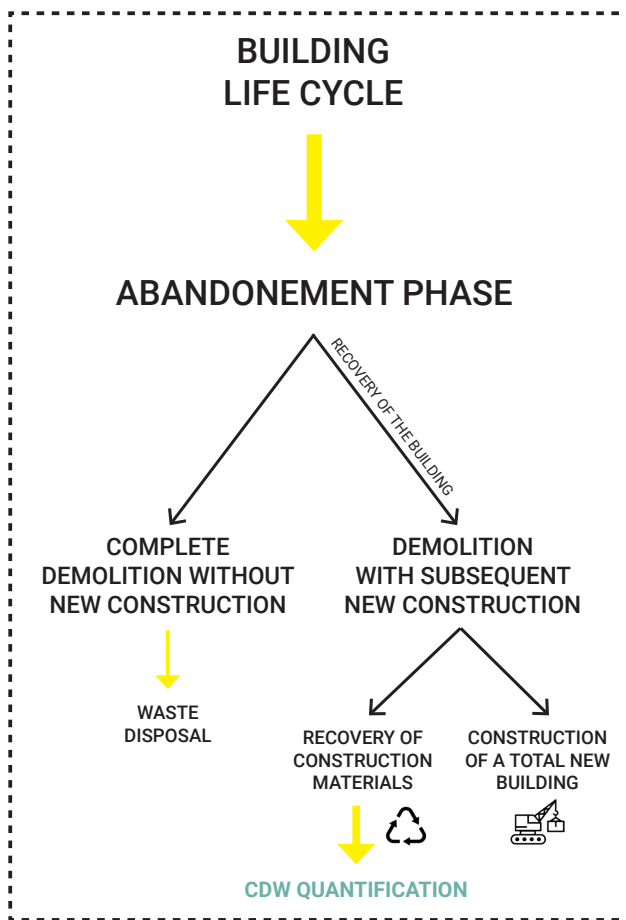 BUILDING
LIFE CYCLE
ABANDONEMENT PHASE
RECOVERY OF THE BUILDING
COMPLETE
DEMOLITION WITHOUT
NEW CONSTRUCTION
DEMOLITION
WITH SUBSEQUENT
NEW CONSTRUCTION
WASTE
DISPOSAL
RECOVERY OF
CONSTRUCTION
MATERIALS
CONSTRUCTION
OF A TOTAL NEW
BUILDING
CDW QUANTIFICATION